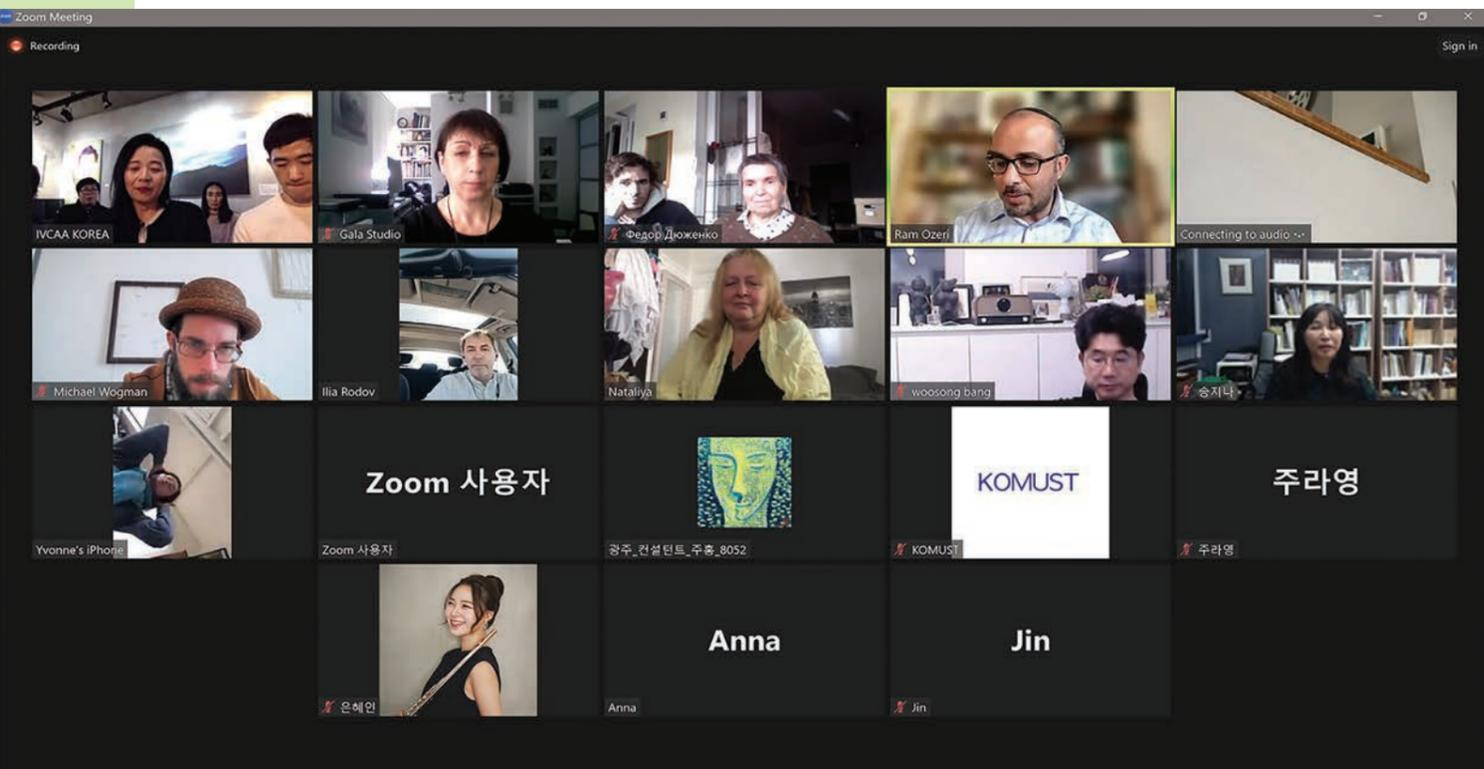 Zoom Meeting
Recording
Sign in
IVCAA KOREA
Gala Studio
Федор Дюженко
Ram Ozeri
Connecting to audio
Michael Wogman
Ilia Rodov
Nataliya
woosong bang
승지나
Yvonne's iPhone
Zoom 사용자
Zoom 사용자
광주_컨설턴트_주홍_8052
KOMUST
KOMUST
주라영
주라영
은혜인
Anna
Anna
Jin
Jin